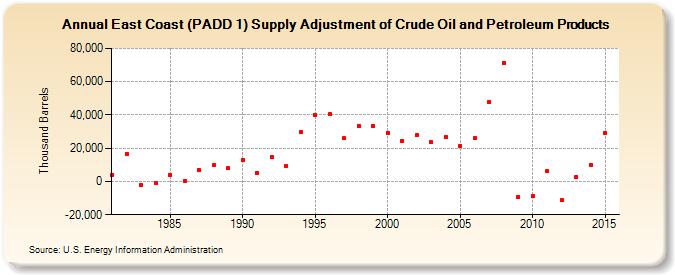 Annual East Coast (PADD 1) Supply Adjustment of Crude Oil and Petroleum Products
Thousand Barrels
80,000
60,000
40,000
20,000
0
-20,000
1985 1990 1995 2000 2005 2010 2015
Source: U.S. Energy Information Administration